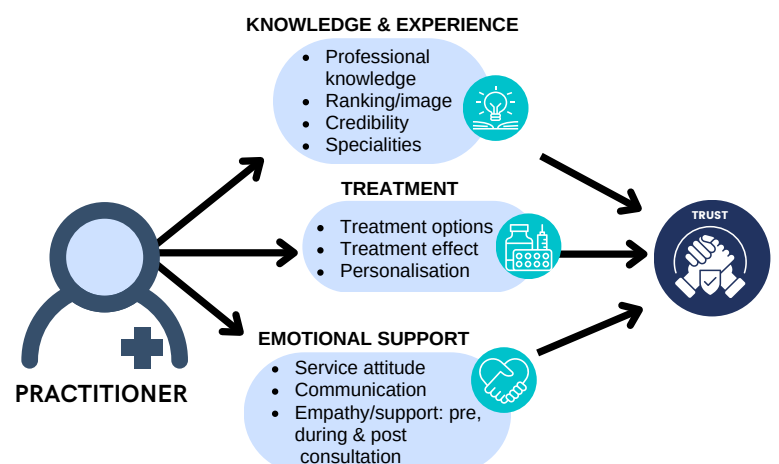 KNOWLEDGE & EXPERIENCE
• Professional
knowledge
• Ranking/image
• Credibility
• Specialities
TREATMENT
• Treatment options
• Treatment effect
• Personalisation
TRUST
EMOTIONAL SUPPORT
• Service attitude
• Communication
• Empathy/support: pre,
during & post
consultation
PRACTITIONER